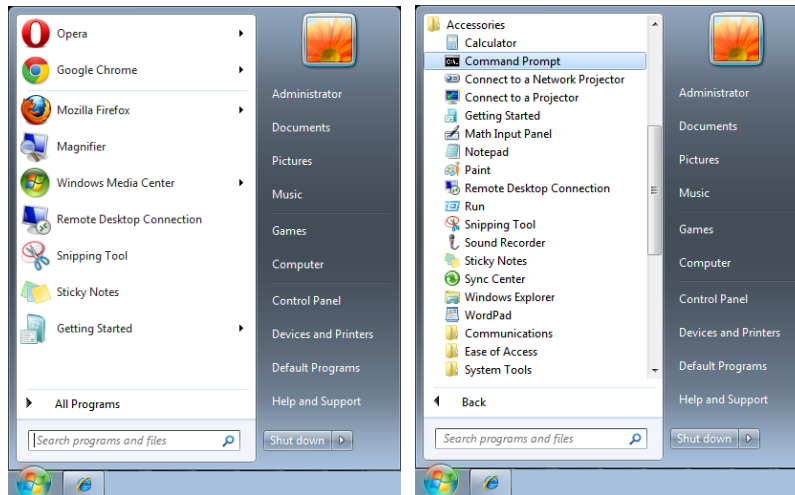 Opera
Google Chrome
Mozilla Firefox
Magnifier
Windows Media Center
Remote Desktop Connection
Snipping Tool
Sticky Notes
Getting Started
All Programs
Search programs and files
Administrator
Documents
Pictures
Music
Games
Computer
Control Panel
Devices and Printers
Default Programs
Help and Support
Shut down
Accessories
Calculator
Command Prompt
Connect to a Network Projector
Connect to a Projector
Getting Started
Math Input Panel
Notepad
Paint
Remote Desktop Connection
Run
Snipping Tool
Sound Recorder
Sticky Notes
Sync Center
Windows Explorer
WordPad
Communications
Ease of Access
System Tools
Back
Search programs and files
Administrator
Documents
Pictures
Music
Games
Computer
Control Panel
Devices and Printers
Default Programs
Help and Support
Shut down